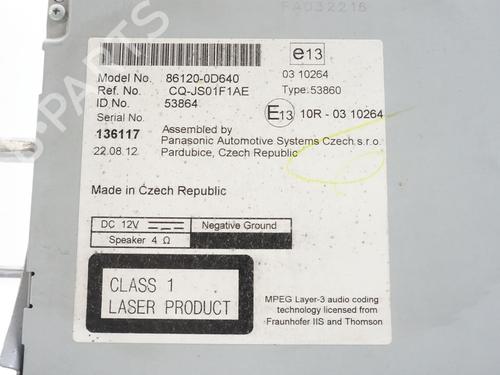 FA032216
Model No. 86120-0D640
Ref. No. CQ-JS01F1AE
ID No. 53864
Serial No.
136117
22.08.12
e13
03 10264
Type: 53860
E13 10R - 03 10264
Assembled by
Panasonic Automotive Systems Czech.s.r.o.
Pardubice, Czech Republic
Made in Czech Republic
DC 12V Negative Ground
Speaker 4 Ω
CLASS 1
LASER PRODUCT
MPEG Layer-3 audio coding
technology licensed from
Fraunhofer IIS and Thomson
B-PARTS